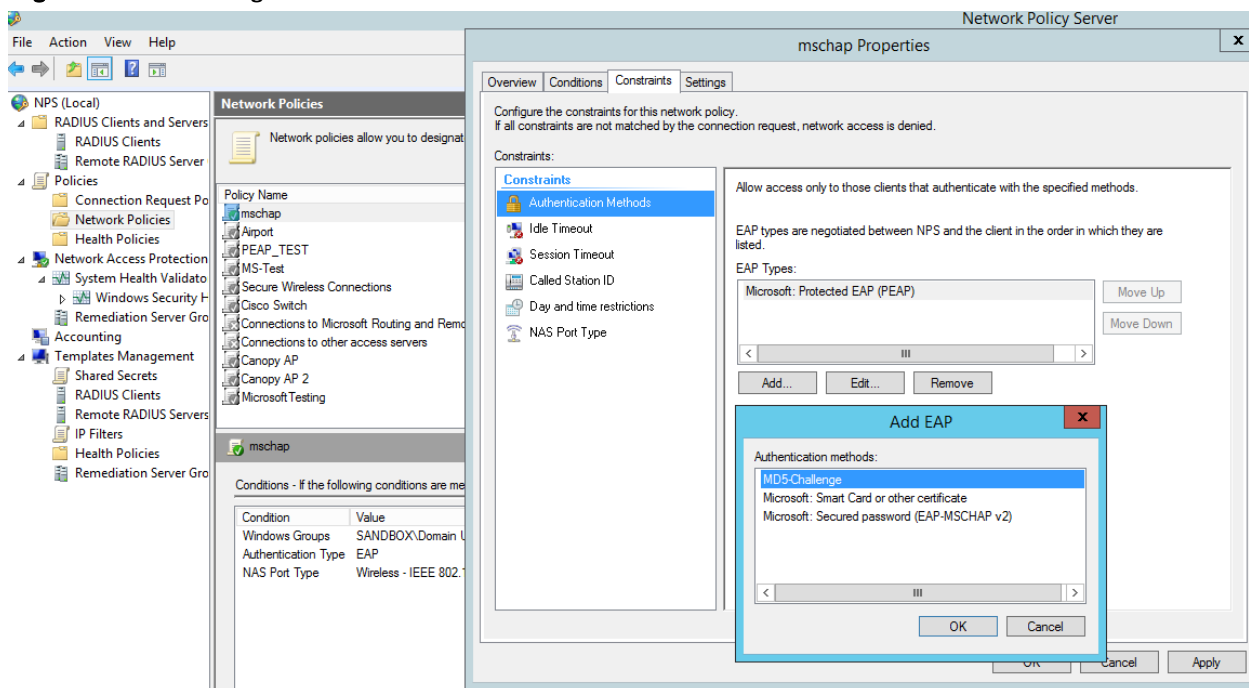 Network Policy Server
File Action View Help
NPS (Local)
RADIUS Clients and Servers
RADIUS Clients
Remote RADIUS Server
Policies
Connection Request Po
Network Policies
Health Policies
Network Access Protection
System Health Validato
Windows Security H
Remediation Server Gro
Accounting
Templates Management
Shared Secrets
RADIUS Clients
Remote RADIUS Servers
IP Filters
Health Policies
Remediation Server Gro
Network Policies
Network policies allow you to designat
Policy Name
mschap
Airport
PEAP_TEST
MS-Test
Secure Wireless Connections
Cisco Switch
Connections to Microsoft Routing and Remo
Connections to other access servers
Canopy AP
Canopy AP 2
MicrosoftTesting
mschap
Conditions - If the following conditions are me
Condition Value
Windows Groups SANDBOX\Domain U
Authentication Type EAP
NAS Port Type Wireless - IEEE 802.1
mschap Properties
x
Overview Conditions Constraints Settings
Configure the constraints for this network policy.
If all constraints are not matched by the connection request, network access is denied.
Constraints:
Constraints
Authentication Methods
Idle Timeout
Session Timeout
Called Station ID
Day and time restrictions
NAS Port Type
Allow access only to those clients that authenticate with the specified methods.
EAP types are negotiated between NPS and the client in the order in which they are
listed.
EAP Types:
Microsoft: Protected EAP (PEAP)
Move Up
Move Down
Add... Edit... Remove
Add EAP
x
Authentication methods:
MD5-Challenge
Microsoft: Smart Card or other certificate
Microsoft: Secured password (EAP-MSCHAP v2)
OK Cancel
OK Cancel Apply